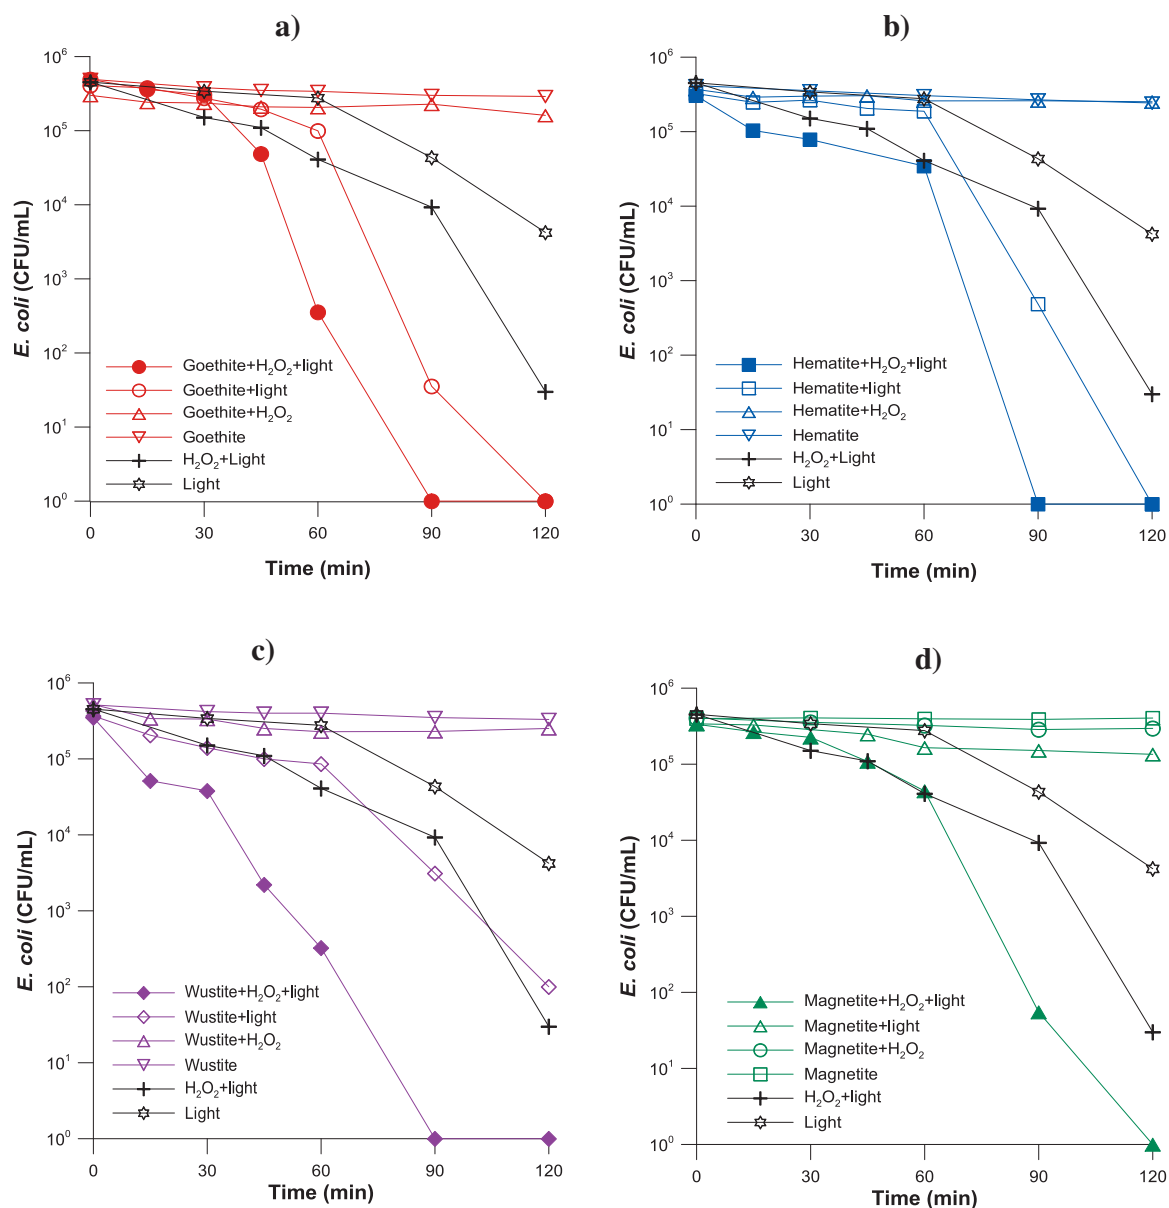 a)
10⁶
10⁵
10⁴
10³
10²
10¹
10⁰
E. coli (CFU/mL)
Goethite+H₂O₂+light
Goethite+light
Goethite+H₂O₂
Goethite
H₂O₂+Light
Light
0 30 60 90 120
Time (min)
b)
10⁶
10⁵
10⁴
10³
10²
10¹
10⁰
E. coli (CFU/mL)
Hematite+H₂O₂+light
Hematite+light
Hematite+H₂O₂
Hematite
H₂O₂+Light
Light
0 30 60 90 120
Time (min)
c)
10⁶
10⁵
10⁴
10³
10²
10¹
10⁰
E. coli (CFU/mL)
Wustite+H₂O₂+light
Wustite+light
Wustite+H₂O₂
Wustite
H₂O₂+light
Light
0 30 60 90 120
Time (min)
d)
10⁶
10⁵
10⁴
10³
10²
10¹
10⁰
E. coli (CFU/mL)
Magnetite+H₂O₂+light
Magnetite+light
Magnetite+H₂O₂
Magnetite
H₂O₂+light
Light
0 30 60 90 120
Time (min)